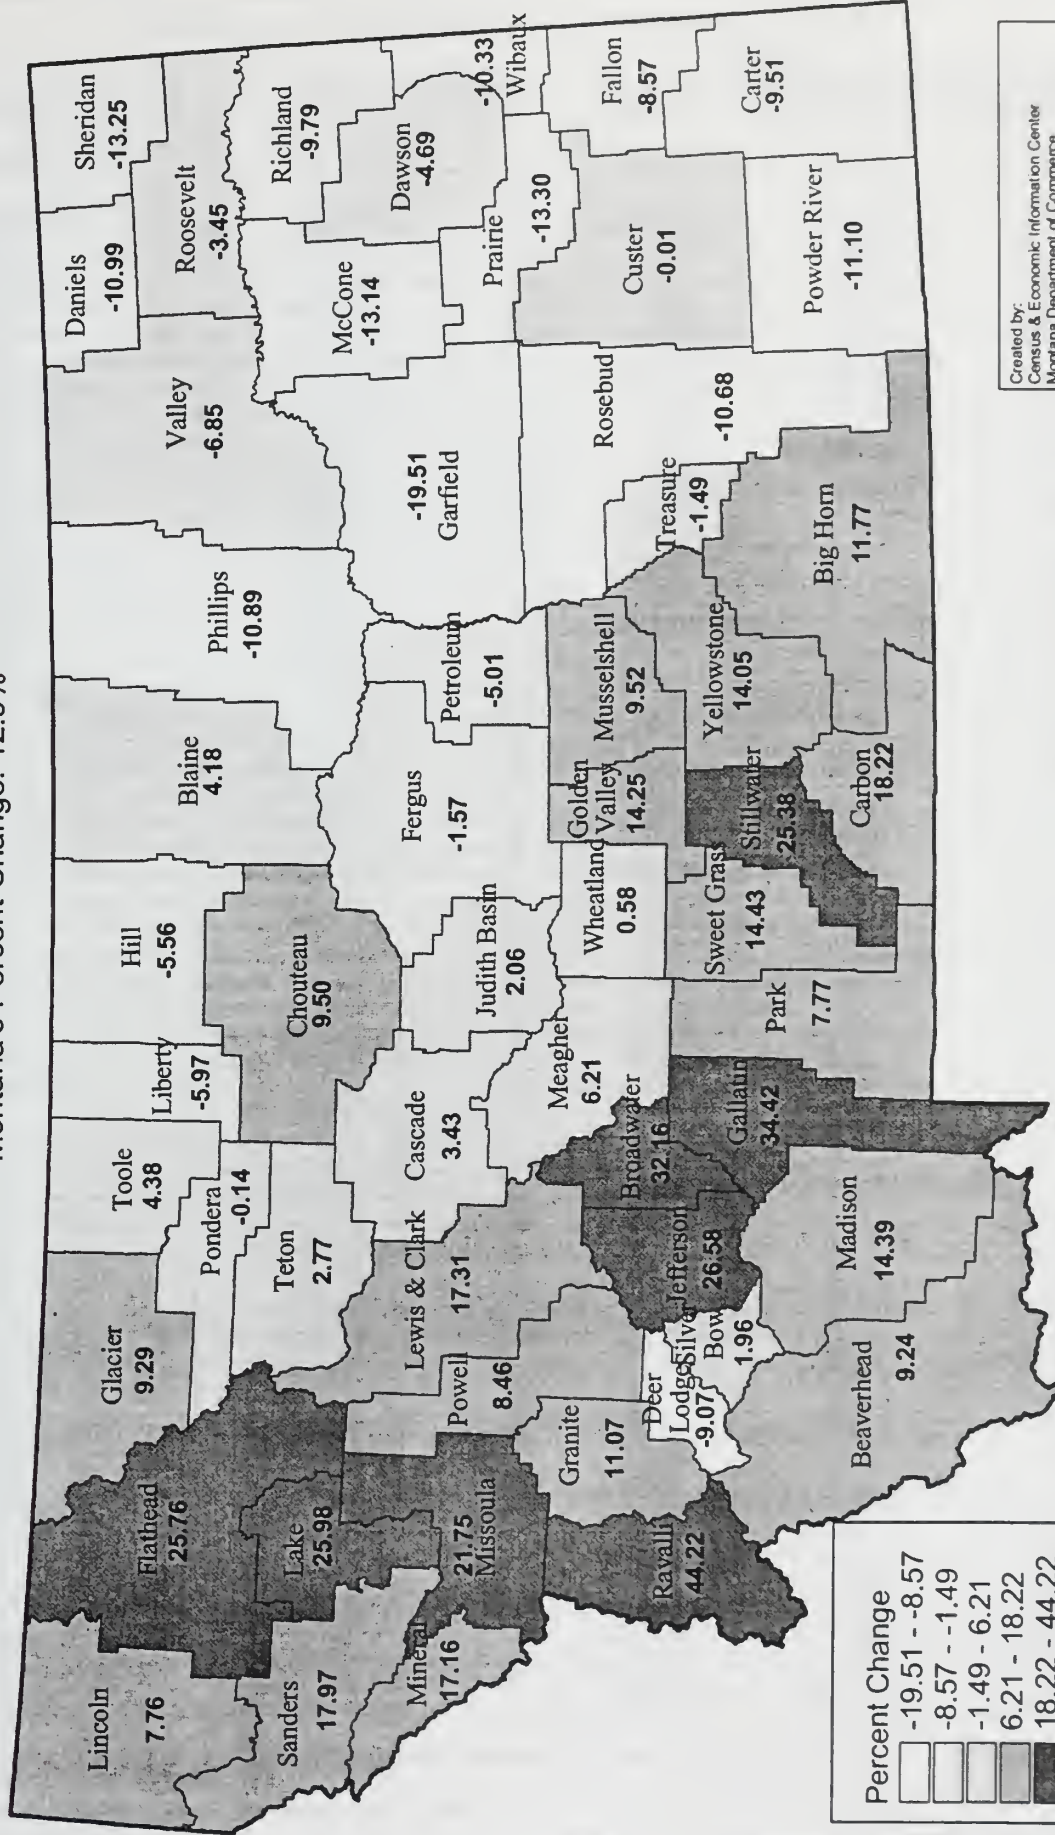 Montana's Percent Change: 12.9%
Lincoln
7.76
Flathead
25.76
Glacier
9.29
Toole
4.38
Liberty
-5.97
Hill
-5.56
Blaine
4.18
Phillips
-10.89
Valley
-6.85
Daniels
-10.99
Sheridan
-13.25
Roosevelt
-3.45
Sanders
17.97
Lake
25.98
Pondera
-0.14
Teton
2.77
Chouteau
9.50
Richland
-9.79
McCone
-13.14
Dawson
-4.69
-19.51
Garfield
Mineral
17.16
21.75
Missoula
Powell
8.46
Lewis & Clark
17.31
Cascade
3.43
Judith Basin
2.06
Fergus
-1.57
Petroleum
-5.01
Prairie
-13.30
-10.33
Wibaux
Granite
11.07
Deer
Lodge
-9.07
Silver
Bow
1.96
Jefferson
26.58
Broadwater
32.16
Meagher
6.21
Wheatland
0.58
Golden
Valley
14.25
Musselshell
9.52
Rosebud
-10.68
Treasure
-1.49
Custer
-0.01
Fallon
-8.57
Ravalli
44.22
Gallatin
34.42
Park
7.77
Sweet Grass
14.43
Stillwater
25.38
Yellowstone
14.05
Beaverhead
9.24
Madison
14.39
Carbon
18.22
Big Horn
11.77
Powder River
-11.10
Carter
-9.51
Percent Change
-19.51 - -8.57
-8.57 - -1.49
-1.49 - 6.21
6.21 - 18.22
18.22 - 44.22
Created by:
Census & Economic Information Center
Montana Department of Commerce